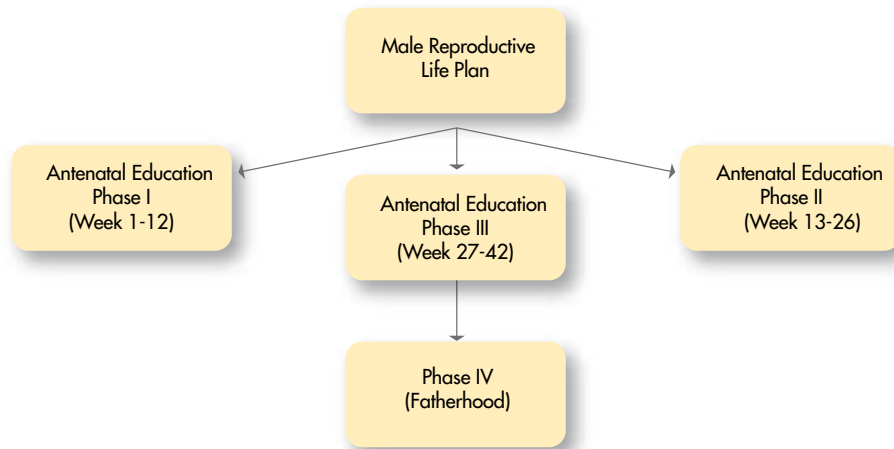 Male Reproductive
Life Plan
Antenatal Education
Phase I
(Week 1-12)
Antenatal Education
Phase III
(Week 27-42)
Antenatal Education
Phase II
(Week 13-26)
Phase IV
(Fatherhood)